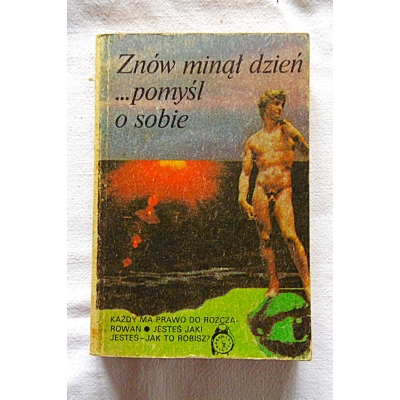 Znów minął dzień
...pomyśl
o sobie
KAŻDY MA PRAWO DO ROZCZA-
ROWAŃ ● JESTEŚ JAKI
JESTEŚ – JAK TO ROBISZ?